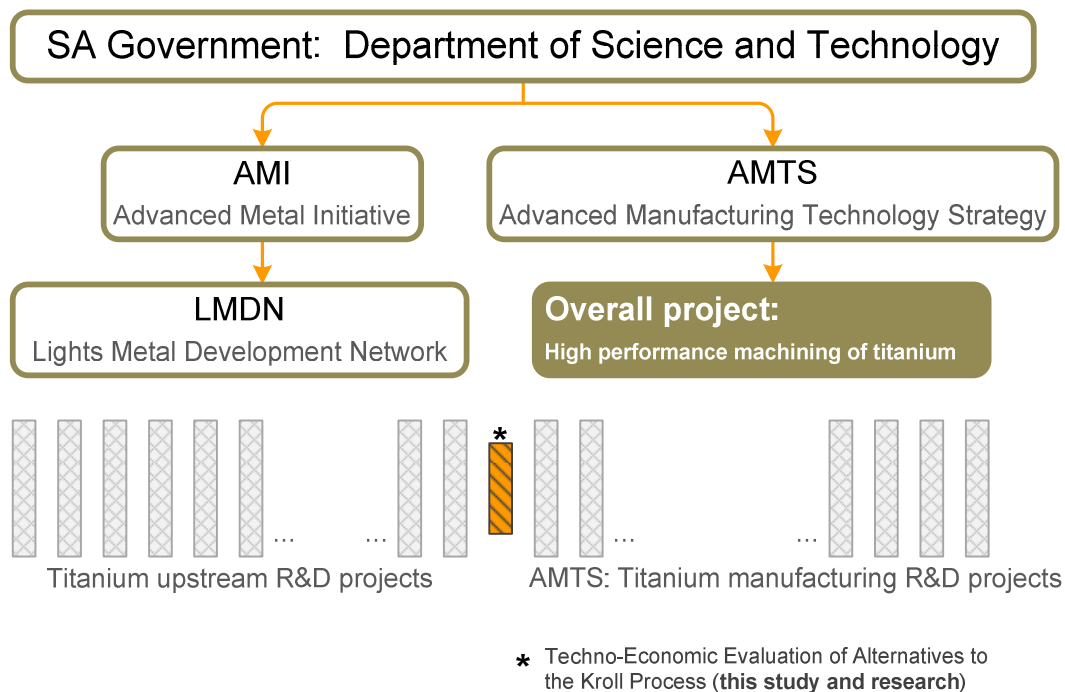 SA Government: Department of Science and Technology
AMI
Advanced Metal Initiative
AMTS
Advanced Manufacturing Technology Strategy
LMDN
Lights Metal Development Network
Overall project:
High performance machining of titanium
*
... ... ... ...
Titanium upstream R&D projects
AMTS: Titanium manufacturing R&D projects
* Techno-Economic Evaluation of Alternatives to
the Kroll Process (this study and research)